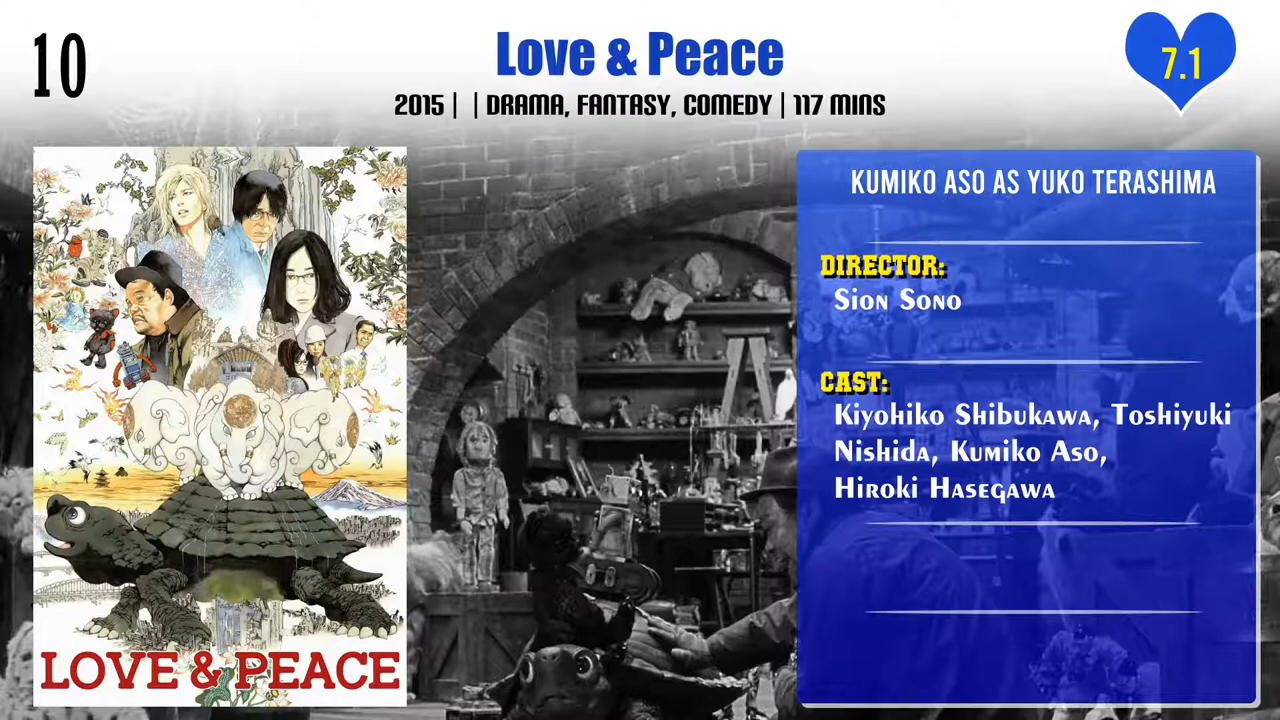 10
Love & Peace
7.1
2015 | | DRAMA, FANTASY, COMEDY | 117 MINS
KUMIKO ASO AS YUKO TERASHIMA
DIRECTOR:
Sion Sono
CAST:
Kiyohiko Shibukawa, Toshiyuki
Nishida, Kumiko Aso,
Hiroki Hasegawa
LOVE & PEACE